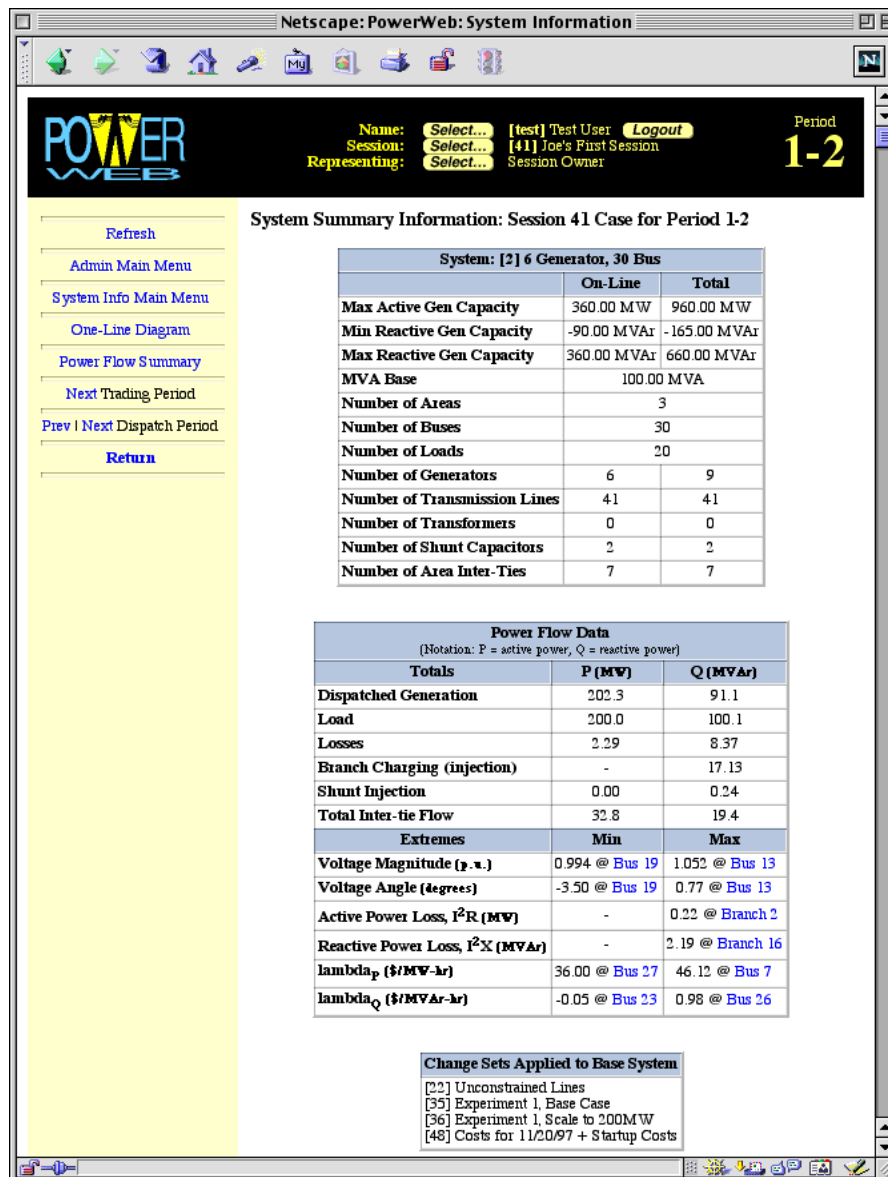 Netscape: PowerWeb: System Information
My
N
POWER
WEB
Name: Select... [test] Test User Logout
Session: Select... [41] Joe's First Session
Representing: Select... Session Owner
Period
1-2
Refresh
Admin Main Menu
System Info Main Menu
One-Line Diagram
Power Flow Summary
Next Trading Period
Prev | Next Dispatch Period
Return
System Summary Information: Session 41 Case for Period 1-2
System: [2] 6 Generator, 30 Bus
On-Line Total
Max Active Gen Capacity 360.00 MW 960.00 MW
Min Reactive Gen Capacity -90.00 MVAr -165.00 MVAr
Max Reactive Gen Capacity 360.00 MVAr 660.00 MVAr
MVA Base 100.00 MVA
Number of Areas 3
Number of Buses 30
Number of Loads 20
Number of Generators 6 9
Number of Transmission Lines 41 41
Number of Transformers 0 0
Number of Shunt Capacitors 2 2
Number of Area Inter-Ties 7 7
Power Flow Data
(Notation: P = active power, Q = reactive power)
Totals P (MW) Q (MVAr)
Dispatched Generation 202.3 91.1
Load 200.0 100.1
Losses 2.29 8.37
Branch Charging (injection) - 17.13
Shunt Injection 0.00 0.24
Total Inter-tie Flow 32.8 19.4
Extremes Min Max
Voltage Magnitude (p.u.) 0.994 @ Bus 19 1.052 @ Bus 13
Voltage Angle (degrees) -3.50 @ Bus 19 0.77 @ Bus 13
Active Power Loss, I²R (MW) - 0.22 @ Branch 2
Reactive Power Loss, I²X (MVAr) - 2.19 @ Branch 16
lambdaP ($/MW-hr) 36.00 @ Bus 27 46.12 @ Bus 7
lambdaQ ($/MVAr-hr) -0.05 @ Bus 23 0.98 @ Bus 26
Change Sets Applied to Base System
[22] Unconstrained Lines
[35] Experiment 1, Base Case
[36] Experiment 1, Scale to 200MW
[48] Costs for 11/20/97 + Startup Costs